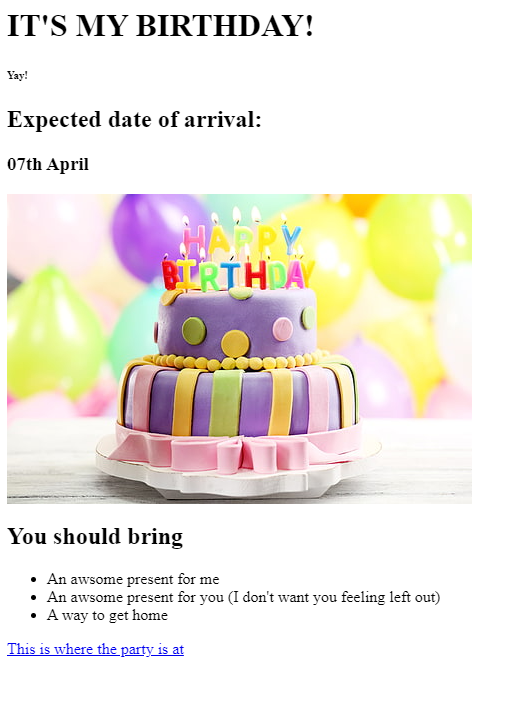 IT'S MY BIRTHDAY!
Yay!
Expected date of arrival:
07th April
HAPPY
BIRTHDAY
You should bring
An awsome present for me
An awsome present for you (I don't want you feeling left out)
A way to get home
This is where the party is at